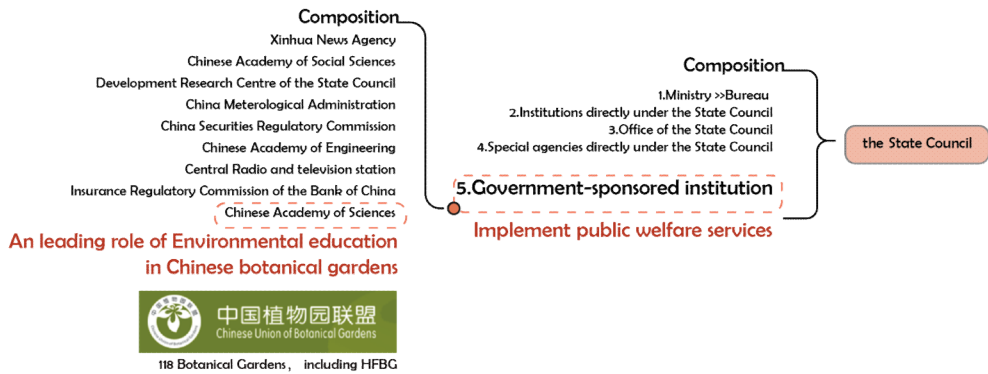 Composition
Xinhua News Agency
Chinese Academy of Social Sciences
Development Research Centre of the State Council
China Meterological Administration
China Securities Regulatory Commission
Chinese Academy of Engineering
Central Radio and television station
Insurance Regulatory Commission of the Bank of China
Chinese Academy of Sciences
An leading role of Environmental education
in Chinese botanical gardens
中国植物园联盟
Chinese Union of Botanical Gardens
118 Botanical Gardens， including HFBG
Composition
1.Ministry >>Bureau
2.Institutions directly under the State Council
3.Office of the State Council
4.Special agencies directly under the State Council
5.Government-sponsored institution
Implement public welfare services
the State Council